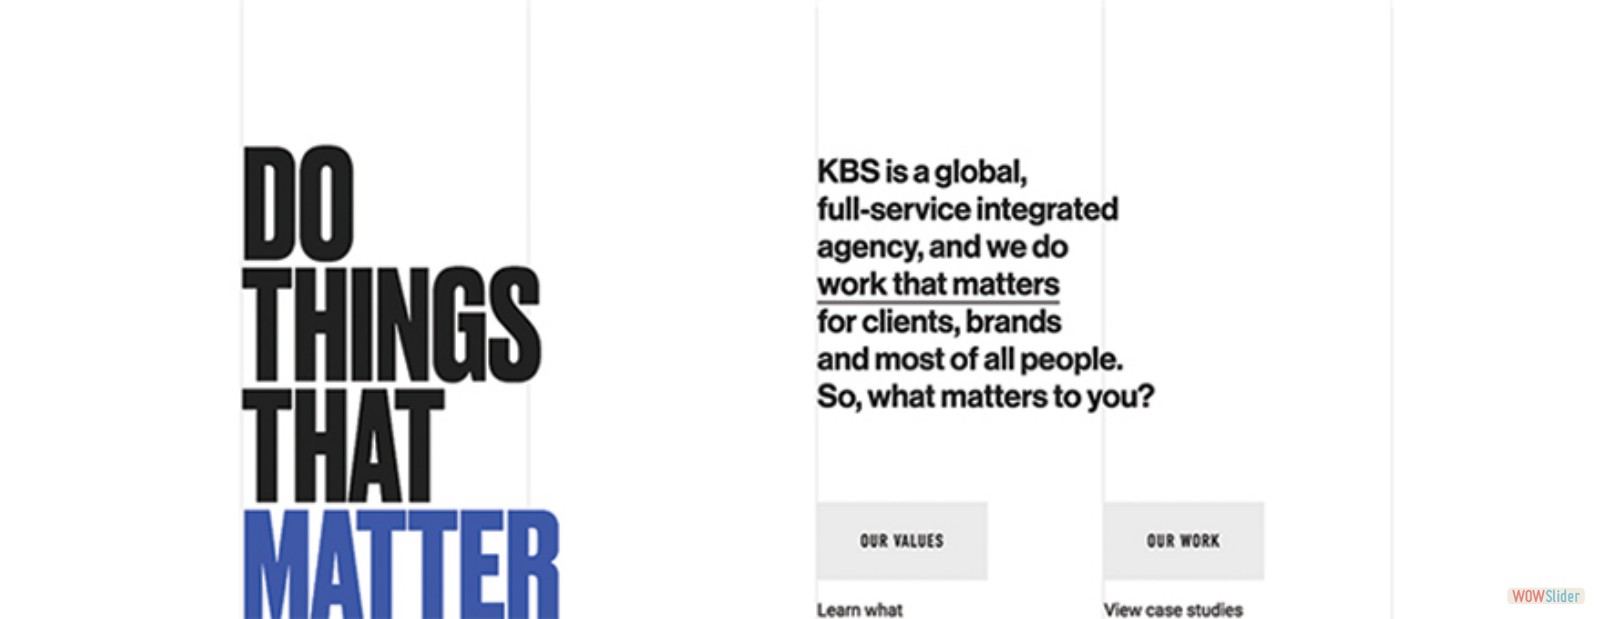 DO
THINGS
THAT
MATTER
KBS is a global,
full-service integrated
agency, and we do
work that matters
for clients, brands
and most of all people.
So, what matters to you?
OUR VALUES
OUR WORK
Learn what
View case studies
WOWSlider